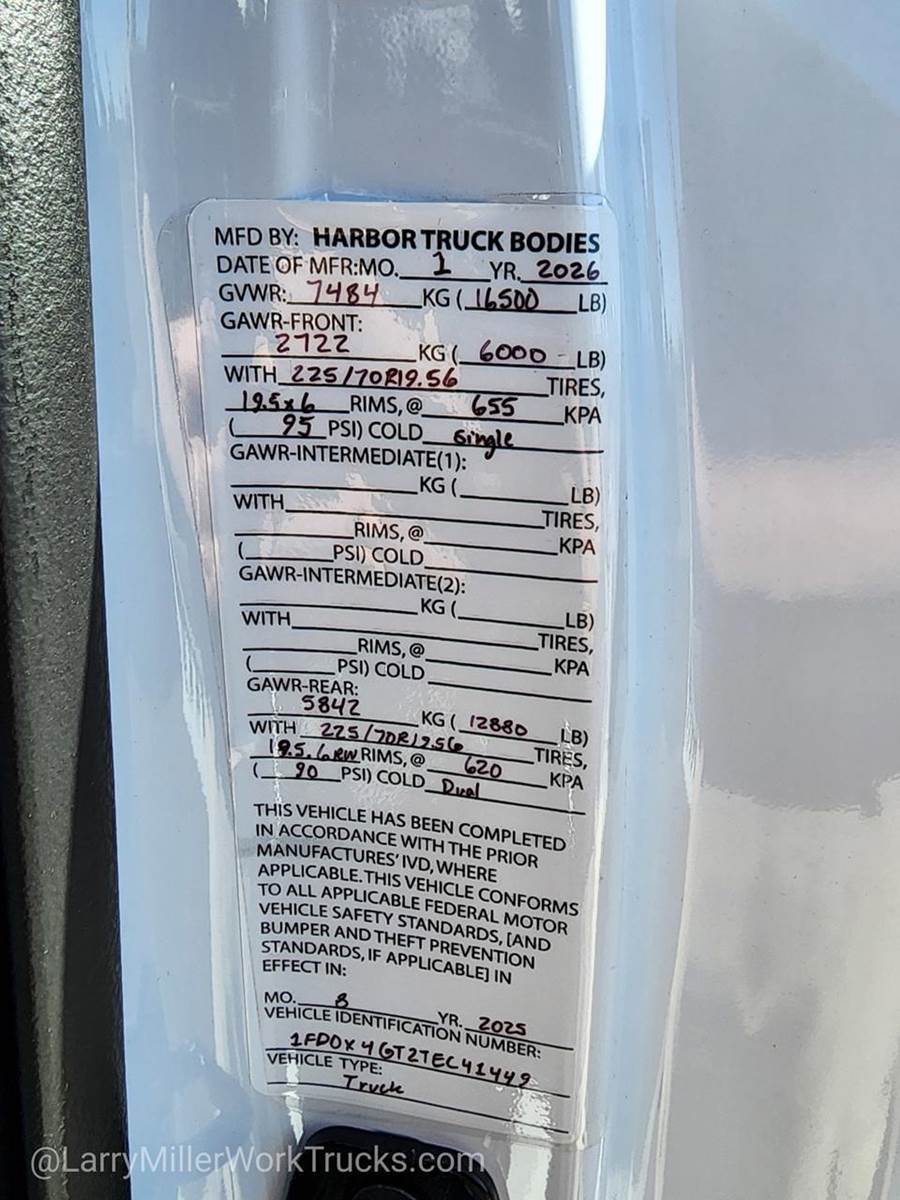 MFD BY: HARBOR TRUCK BODIES
DATE OF MFR:MO. 1 YR. 2026
GVWR: 7484 KG ( 16500 LB)
GAWR-FRONT:
2722 KG ( 6000 LB)
WITH 225/70R19.5G TIRES,
19.5x6 RIMS, @ 655 KPA
( 95 PSI) COLD Single
GAWR-INTERMEDIATE(1):
KG ( LB)
WITH TIRES,
RIMS, @ KPA
( PSI) COLD
GAWR-INTERMEDIATE(2):
KG ( LB)
WITH TIRES,
RIMS, @ KPA
( PSI) COLD
GAWR-REAR:
5842 KG ( 12880 LB)
WITH 225/70R19.5G TIRES,
19.5.6RW RIMS, @ 620 KPA
( 90 PSI) COLD Dual
THIS VEHICLE HAS BEEN COMPLETED
IN ACCORDANCE WITH THE PRIOR
MANUFACTURES' IVD, WHERE
APPLICABLE. THIS VEHICLE CONFORMS
TO ALL APPLICABLE FEDERAL MOTOR
VEHICLE SAFETY STANDARDS, [AND
BUMPER AND THEFT PREVENTION
STANDARDS, IF APPLICABLE] IN
EFFECT IN:
MO. 8 YR. 2025
VEHICLE IDENTIFICATION NUMBER:
1FD0x4GT2TEC41449
VEHICLE TYPE:
Truck
@LarryMillerWorkTrucks.com